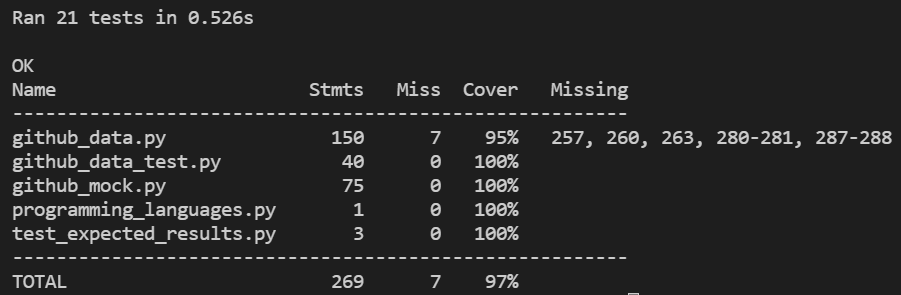 Ran 21 tests in 0.526s
OK
Name Stmts Miss Cover Missing
--------------------------------------------------------
github_data.py 150 7 95% 257, 260, 263, 280-281, 287-288
github_data_test.py 40 0 100%
github_mock.py 75 0 100%
programming_languages.py 1 0 100%
test_expected_results.py 3 0 100%
--------------------------------------------------------
TOTAL 269 7 97%